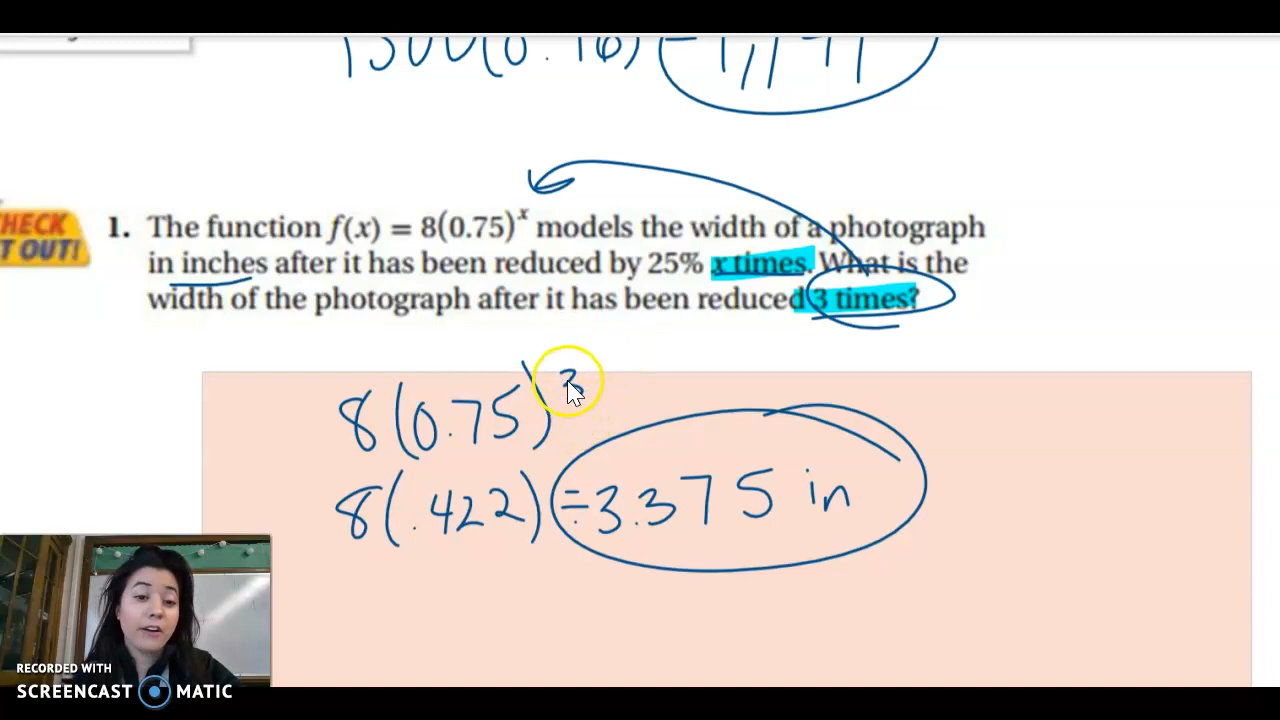 CHECK
IT OUT!
1. The function f(x) = 8(0.75)^x models the width of a photograph
in inches after it has been reduced by 25% x times. What is the
width of the photograph after it has been reduced 3 times?
8(0.75)^3
8(.422) = 3.375 in
RECORDED WITH
SCREENCAST MATIC